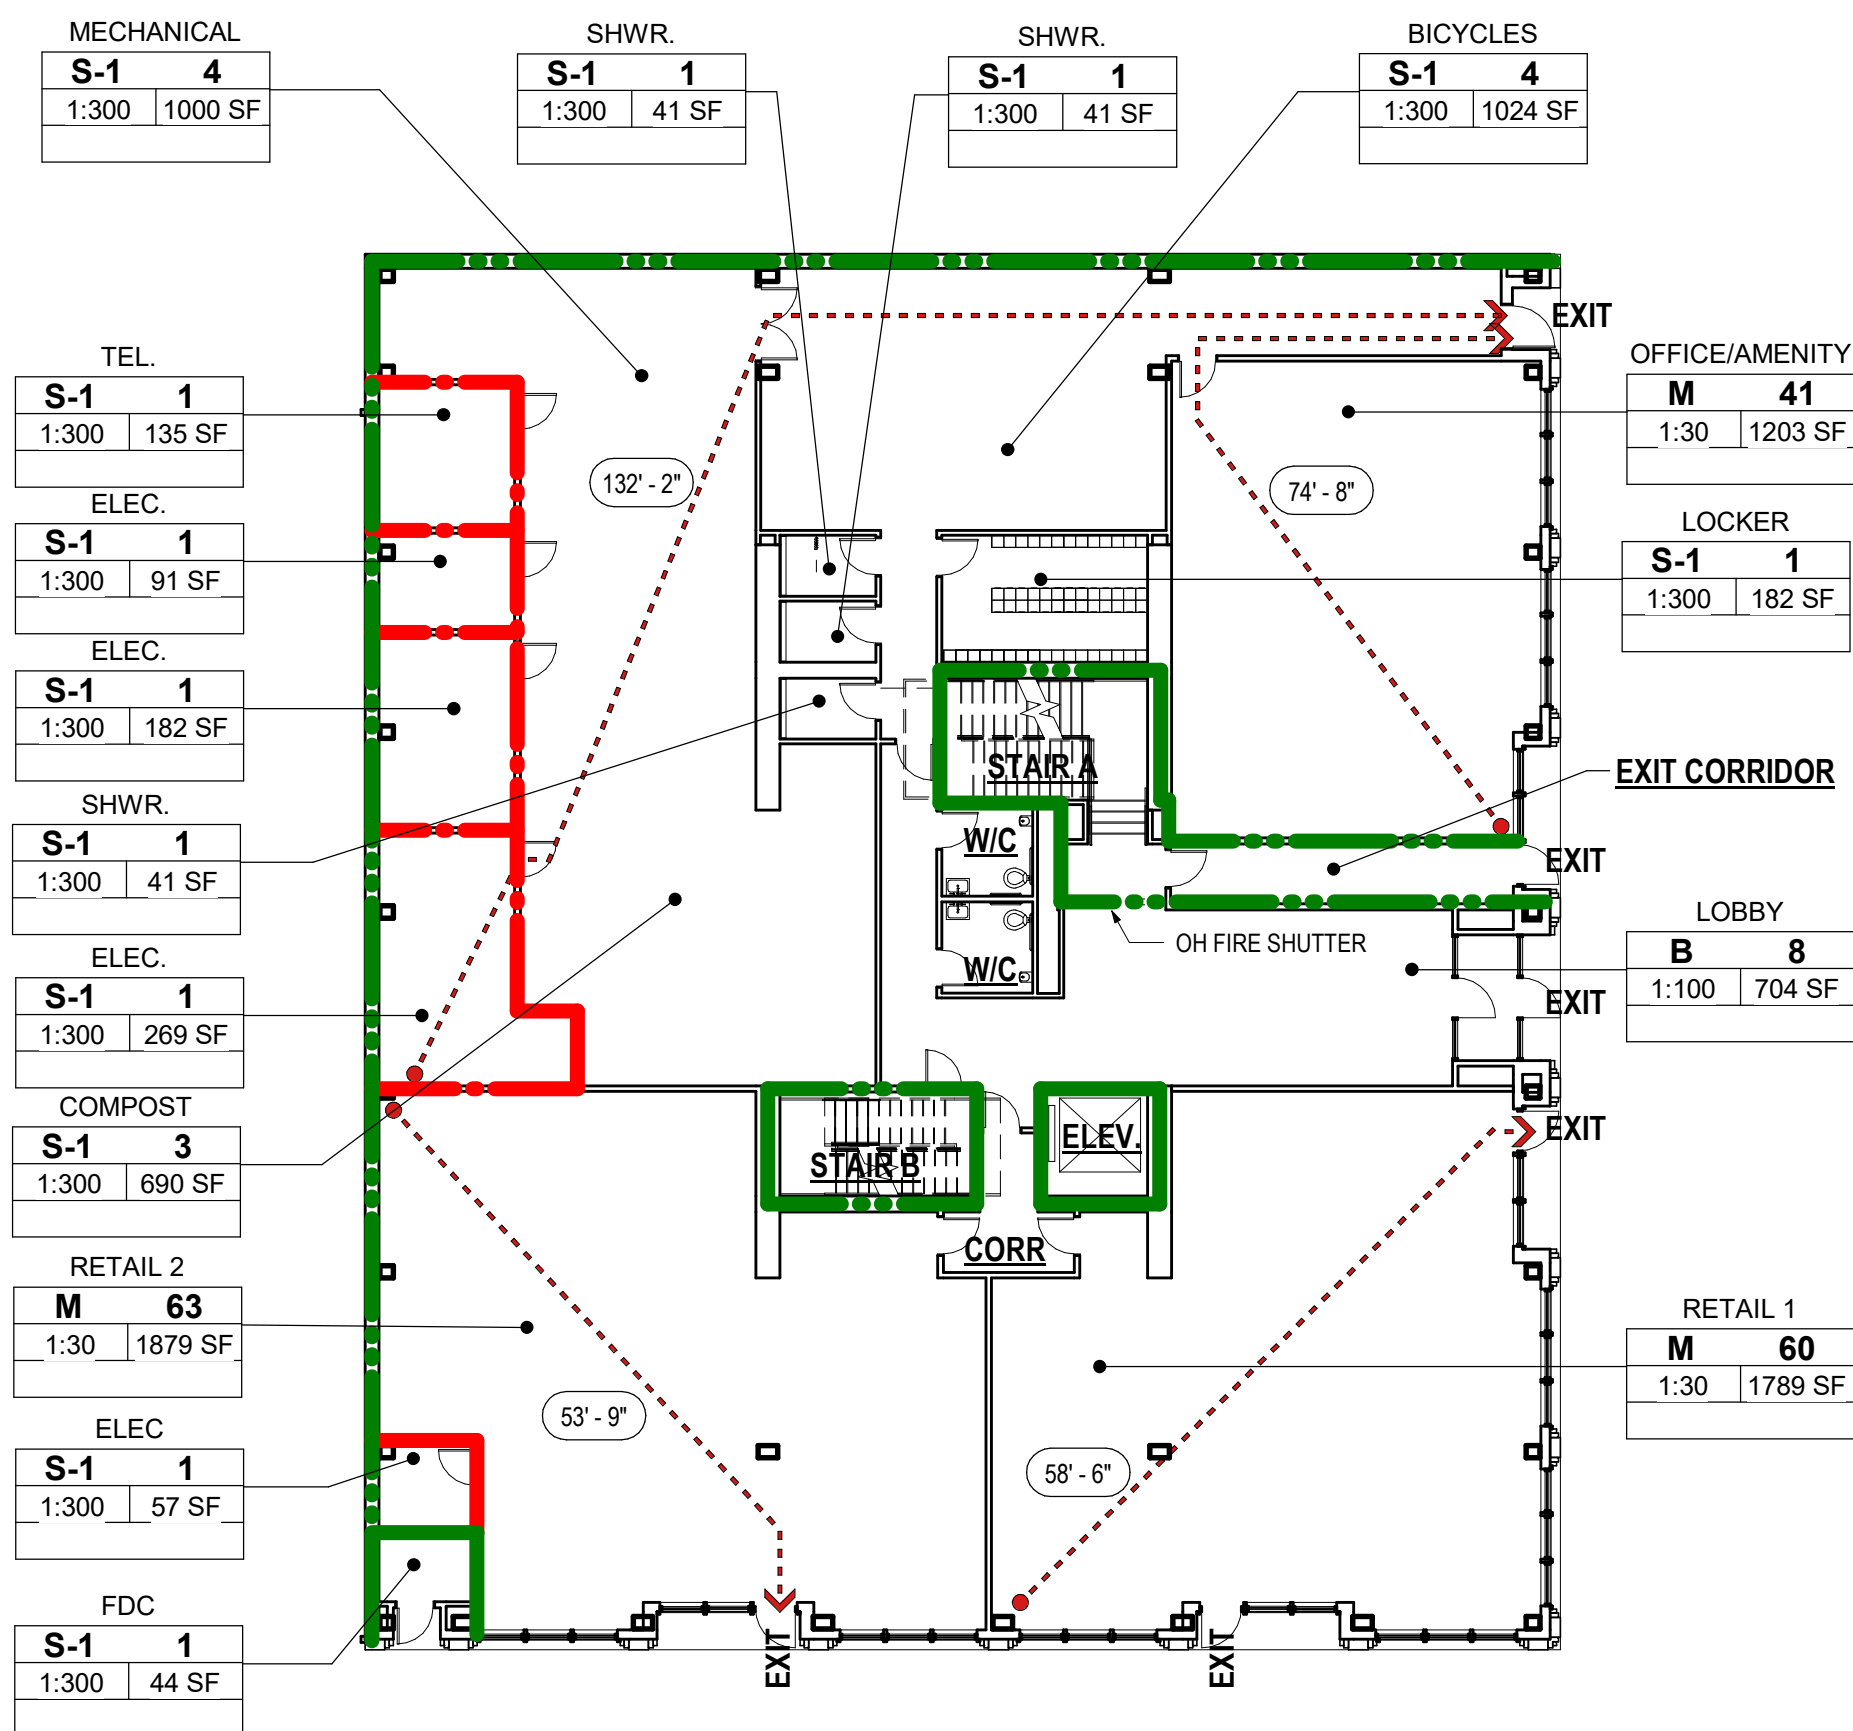 MECHANICAL
S-1 4
1:300 1000 SF
SHWR.
S-1 1
1:300 41 SF
SHWR.
S-1 1
1:300 41 SF
BICYCLES
S-1 4
1:300 1024 SF
TEL.
S-1 1
1:300 135 SF
ELEC.
S-1 1
1:300 91 SF
ELEC.
S-1 1
1:300 182 SF
SHWR.
S-1 1
1:300 41 SF
ELEC.
S-1 1
1:300 269 SF
COMPOST
S-1 3
1:300 690 SF
RETAIL 2
M 63
1:30 1879 SF
ELEC
S-1 1
1:300 57 SF
FDC
S-1 1
1:300 44 SF
132' - 2"
74' - 8"
STAIR A
W/C
W/C
OH FIRE SHUTTER
STAIR B
ELEV.
CORR
53' - 9"
58' - 6"
EXIT
EXIT
EXIT
OFFICE/AMENITY
M 41
1:30 1203 SF
LOCKER
S-1 1
1:300 182 SF
EXIT CORRIDOR
EXIT
LOBBY
B 8
1:100 704 SF
EXIT
EXIT
RETAIL 1
M 60
1:30 1789 SF